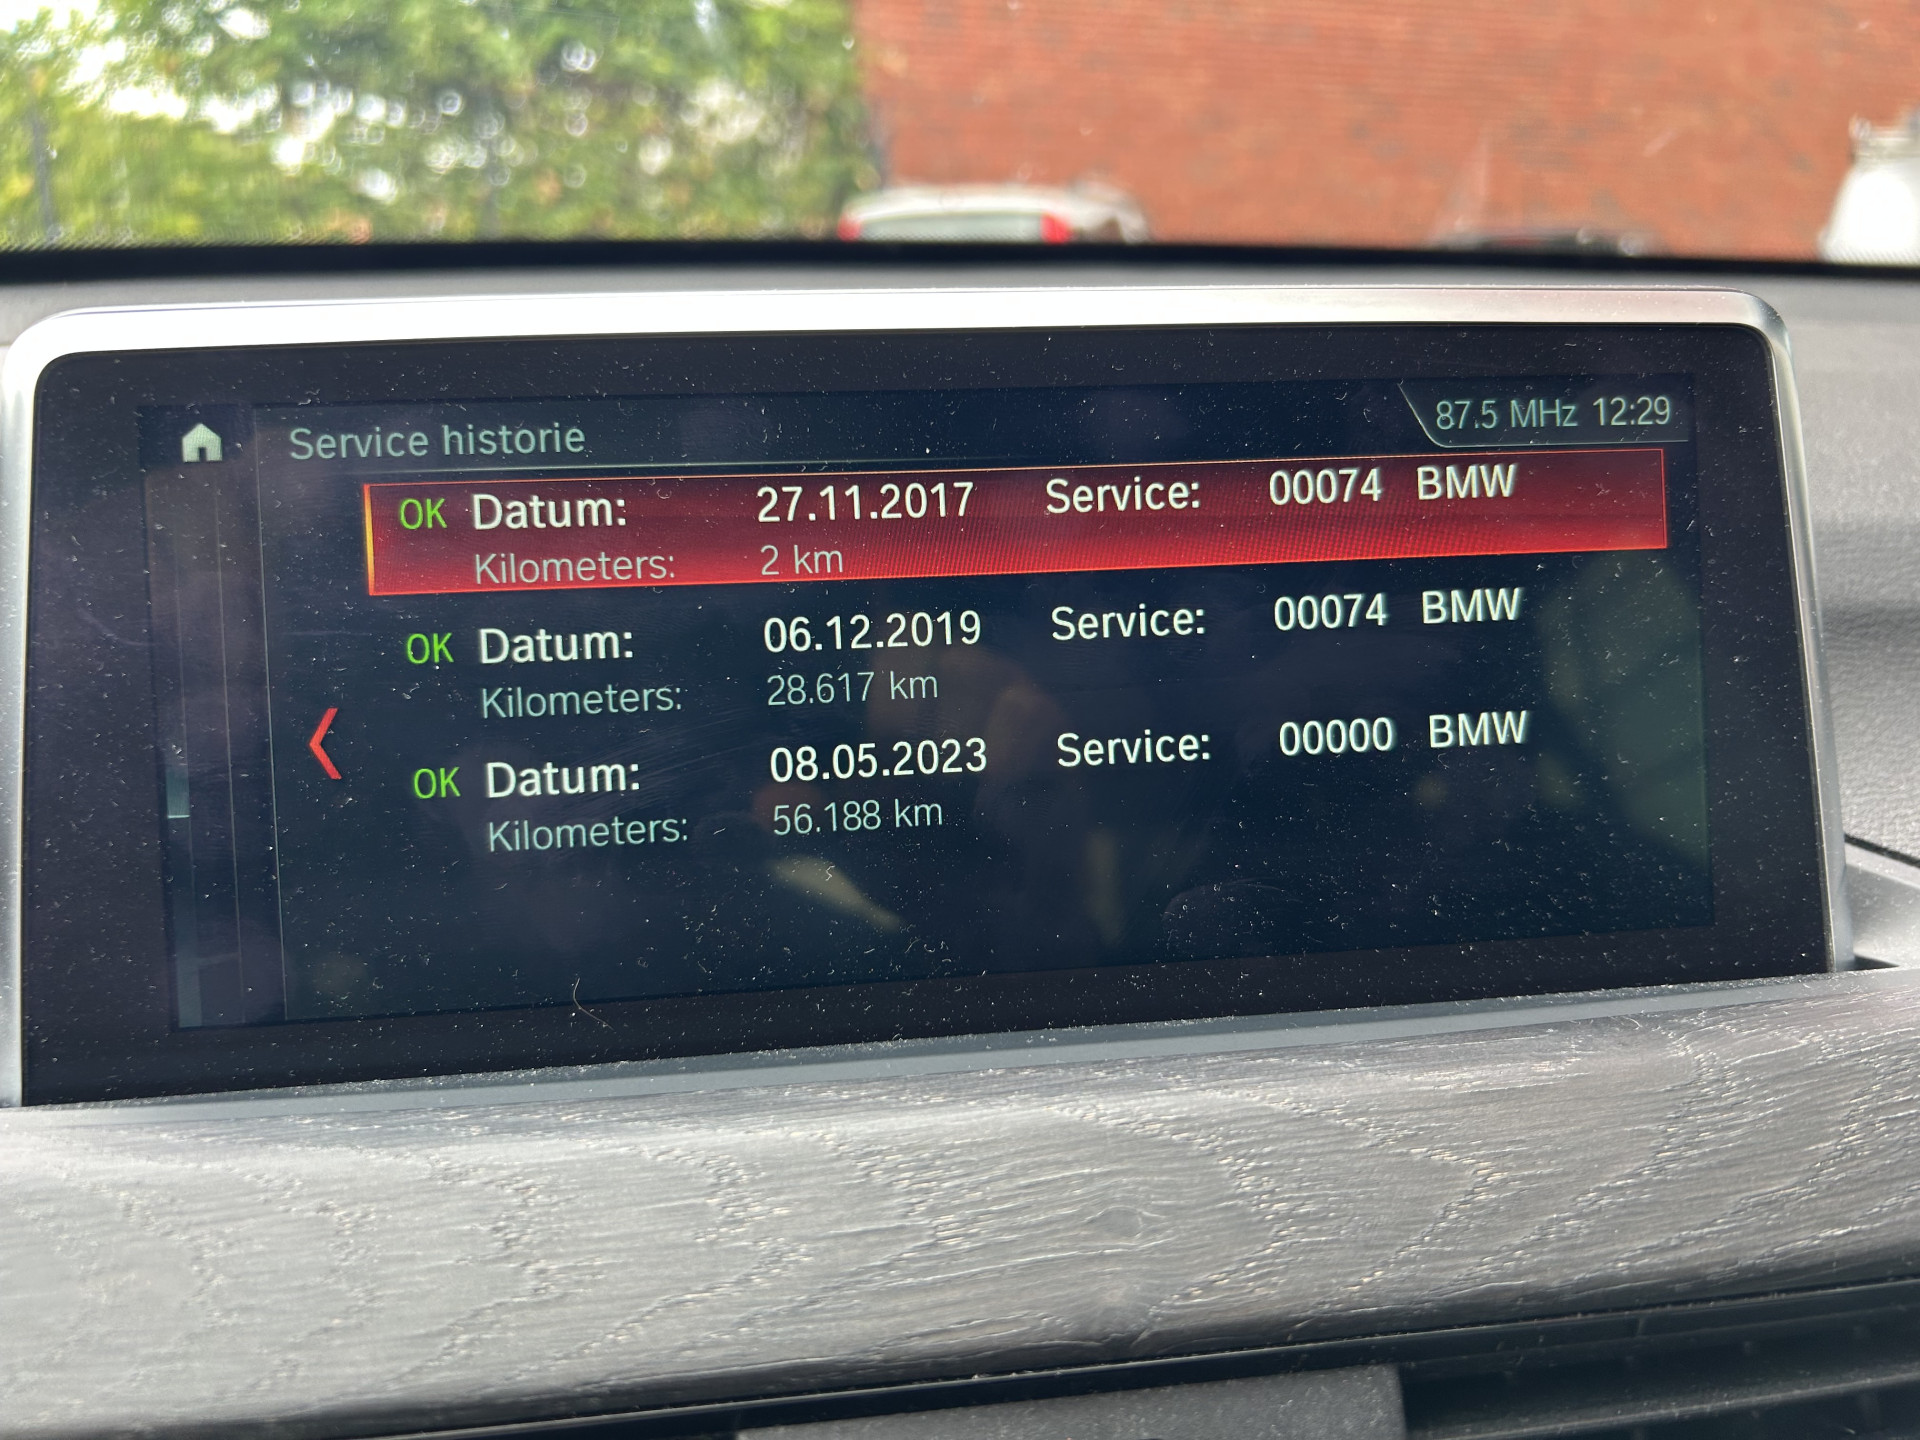 Service historie
87.5 MHz 12:29
OK Datum: 27.11.2017 Service: 00074 BMW
Kilometers: 2 km
OK Datum: 06.12.2019 Service: 00074 BMW
Kilometers: 28.617 km
OK Datum: 08.05.2023 Service: 00000 BMW
Kilometers: 56.188 km